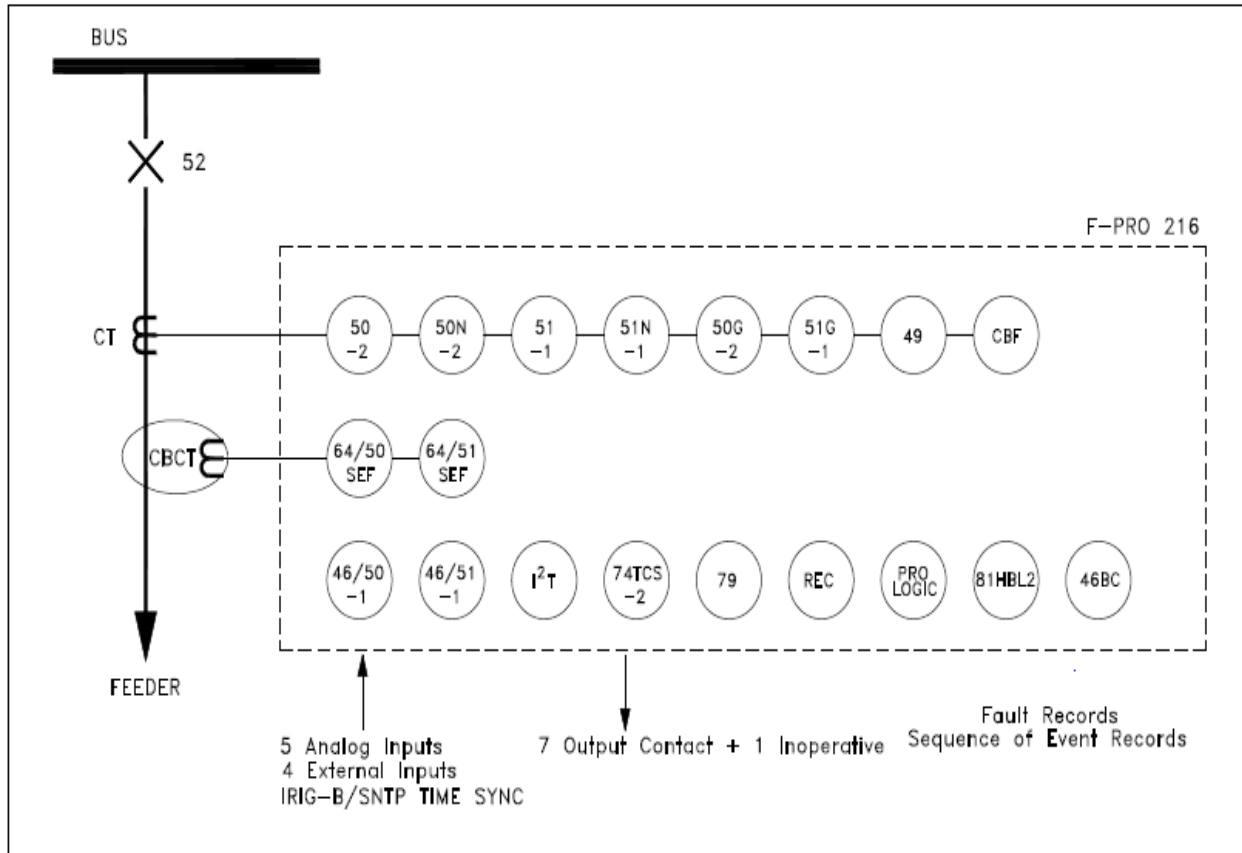 BUS
52
F-PRO 216
CT
50
-2
50N
-2
51
-1
51N
-1
50G
-2
51G
-1
49
CBF
CBCT
64/50
SEF
64/51
SEF
46/50
-1
46/51
-1
I²T
74TCS
-2
79
REC
PRO
LOGIC
81HBL2
46BC
FEEDER
5 Analog Inputs
4 External Inputs
IRIG-B/SNTP TIME SYNC
7 Output Contact + 1 Inoperative
Fault Records
Sequence of Event Records